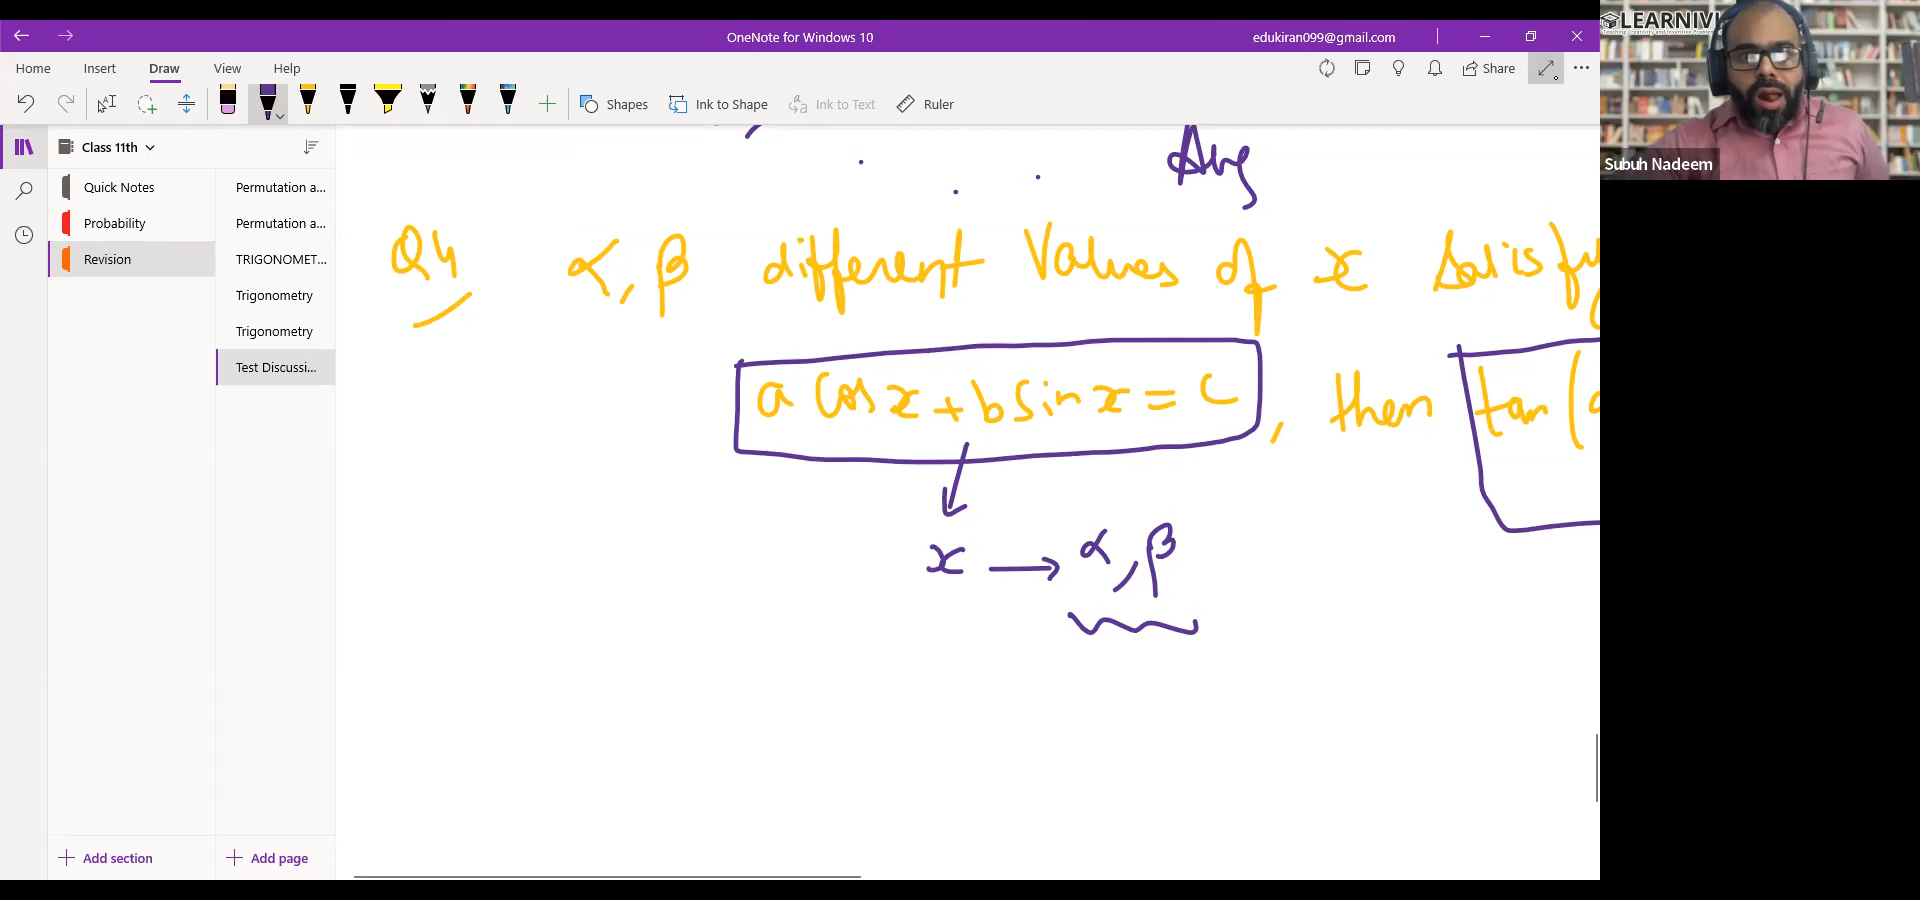 OneNote for Windows 10
edukiran099@gmail.com
LEARNIVI
Home Insert Draw View Help
Share
Shapes Ink to Shape Ink to Text Ruler
Class 11th
Quick Notes
Probability
Revision
Permutation a...
Permutation a...
TRIGONOMET...
Trigonometry
Trigonometry
Test Discussi...
Subuh Nadeem
Ans
Q4 α, β different Values of x Satisfy
a Cos x + b Sin x = C, then tan (
x → α, β
Add section
Add page